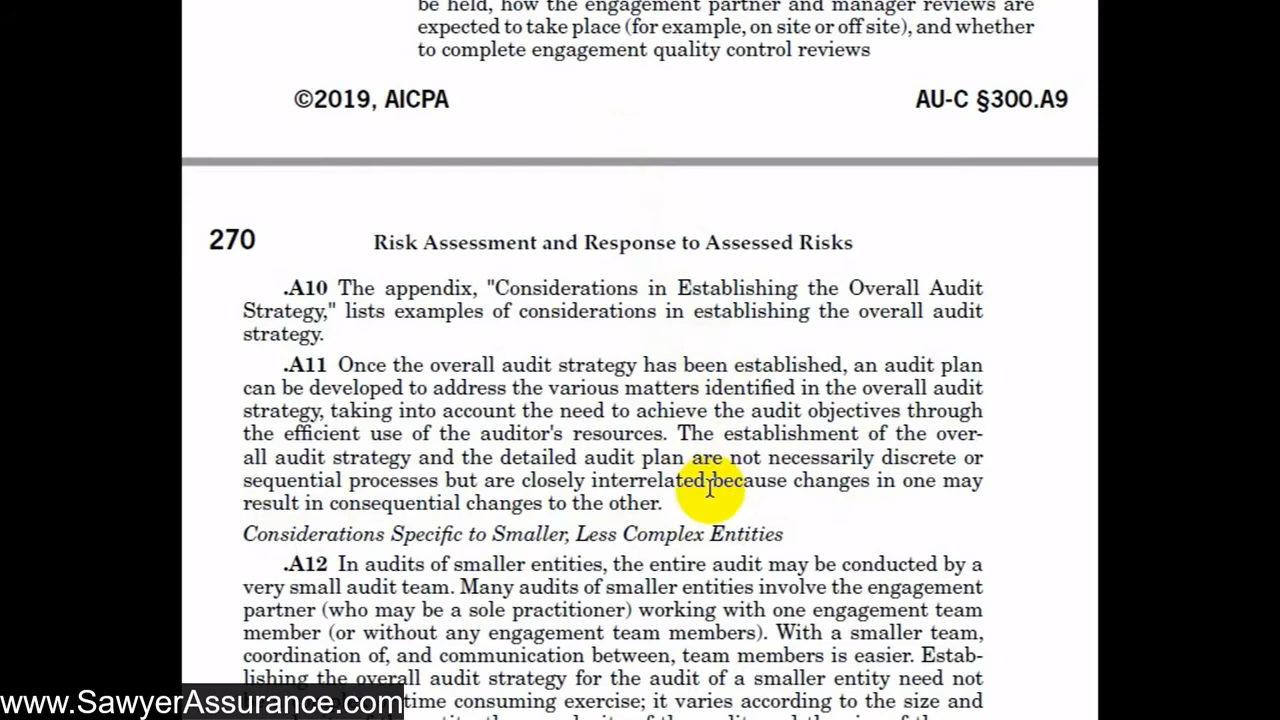 be held, how the engagement partner and manager reviews are
expected to take place (for example, on site or off site), and whether
to complete engagement quality control reviews
©2019, AICPA
AU-C §300.A9
270
Risk Assessment and Response to Assessed Risks
.A10 The appendix, "Considerations in Establishing the Overall Audit
Strategy," lists examples of considerations in establishing the overall audit
strategy.
.A11 Once the overall audit strategy has been established, an audit plan
can be developed to address the various matters identified in the overall audit
strategy, taking into account the need to achieve the audit objectives through
the efficient use of the auditor's resources. The establishment of the over-
all audit strategy and the detailed audit plan are not necessarily discrete or
sequential processes but are closely interrelated because changes in one may
result in consequential changes to the other.
Considerations Specific to Smaller, Less Complex Entities
.A12 In audits of smaller entities, the entire audit may be conducted by a
very small audit team. Many audits of smaller entities involve the engagement
partner (who may be a sole practitioner) working with one engagement team
member (or without any engagement team members). With a smaller team,
coordination of, and communication between, team members is easier. Estab-
lishing the overall audit strategy for the audit of a smaller entity need not
time consuming exercise; it varies according to the size and
www.SawyerAssurance.com